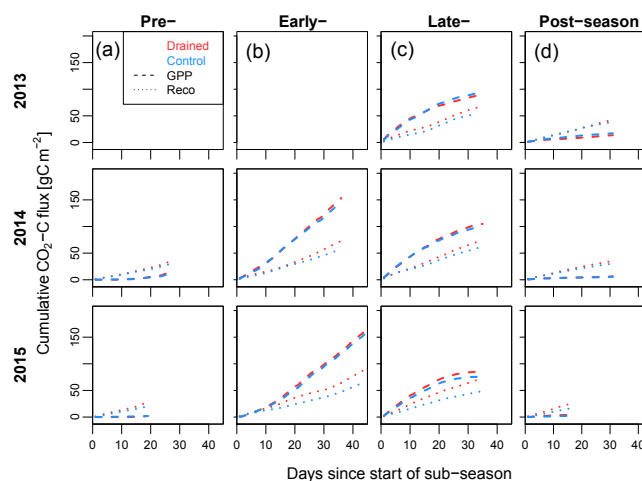 Pre− Early− Late− Post−season
(a) (b) (c) (d)
Drained
Control
GPP
Reco
2013
2014
2015
Cumulative CO₂−C flux [gC m⁻²]
0 50 150
0 50 150
0 50 150
0 10 20 30 40 0 10 20 30 40 0 10 20 30 40 0 10 20 30 40
Days since start of sub−season